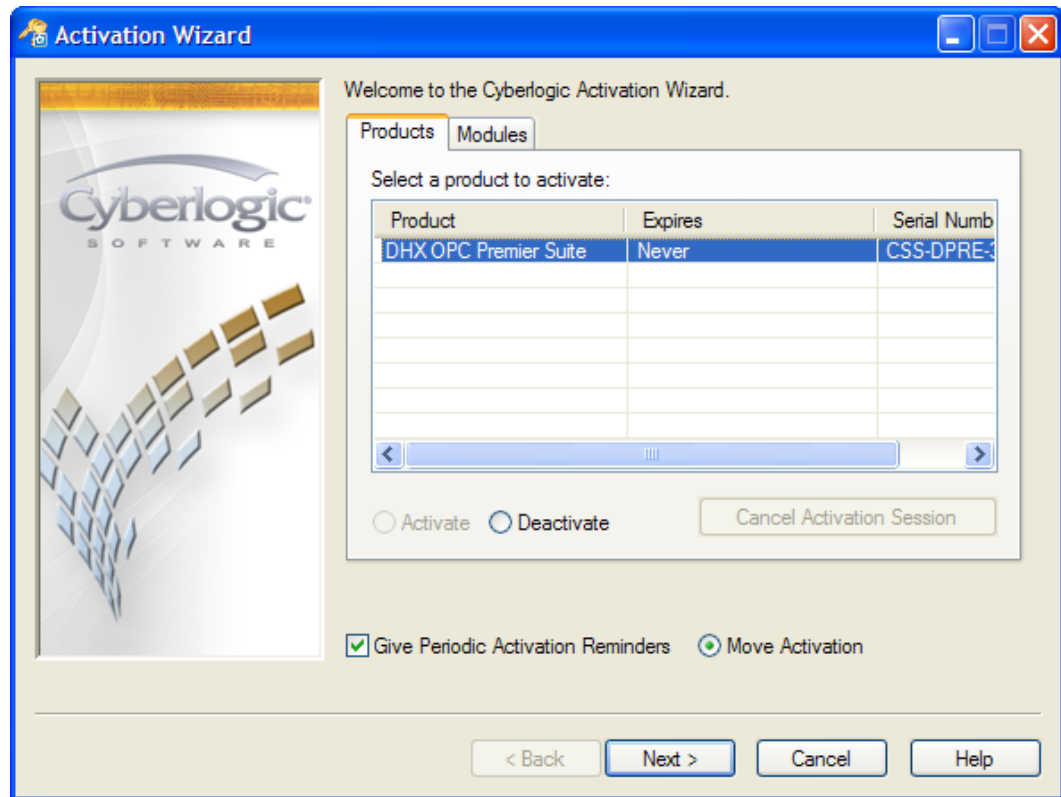 Activation Wizard
Cyberlogic®
SOFTWARE
Welcome to the Cyberlogic Activation Wizard.
Products Modules
Select a product to activate:
Product Expires Serial Numb
DHX OPC Premier Suite Never CSS-DPRE-3
Activate Deactivate Cancel Activation Session
Give Periodic Activation Reminders Move Activation
< Back Next > Cancel Help